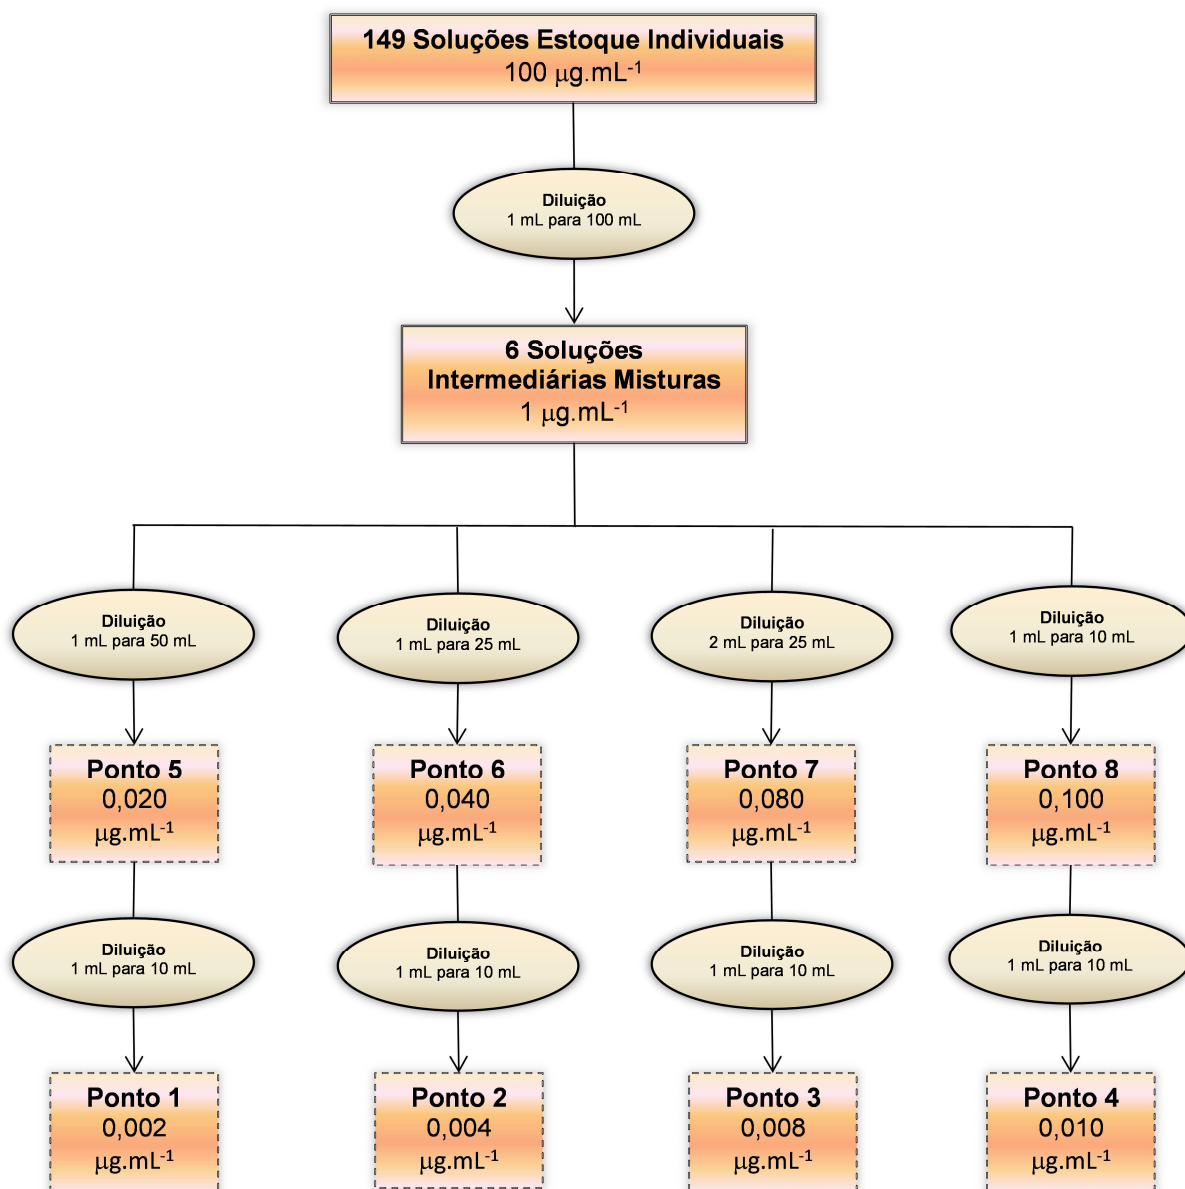 149 Soluções Estoque Individuais
100 µg.mL⁻¹
Diluição
1 mL para 100 mL
6 Soluções
Intermediárias Misturas
1 µg.mL⁻¹
Diluição
1 mL para 50 mL
Diluição
1 mL para 25 mL
Diluição
2 mL para 25 mL
Diluição
1 mL para 10 mL
Ponto 5
0,020
µg.mL⁻¹
Ponto 6
0,040
µg.mL⁻¹
Ponto 7
0,080
µg.mL⁻¹
Ponto 8
0,100
µg.mL⁻¹
Diluição
1 mL para 10 mL
Diluição
1 mL para 10 mL
Diluição
1 mL para 10 mL
Diluição
1 mL para 10 mL
Ponto 1
0,002
µg.mL⁻¹
Ponto 2
0,004
µg.mL⁻¹
Ponto 3
0,008
µg.mL⁻¹
Ponto 4
0,010
µg.mL⁻¹